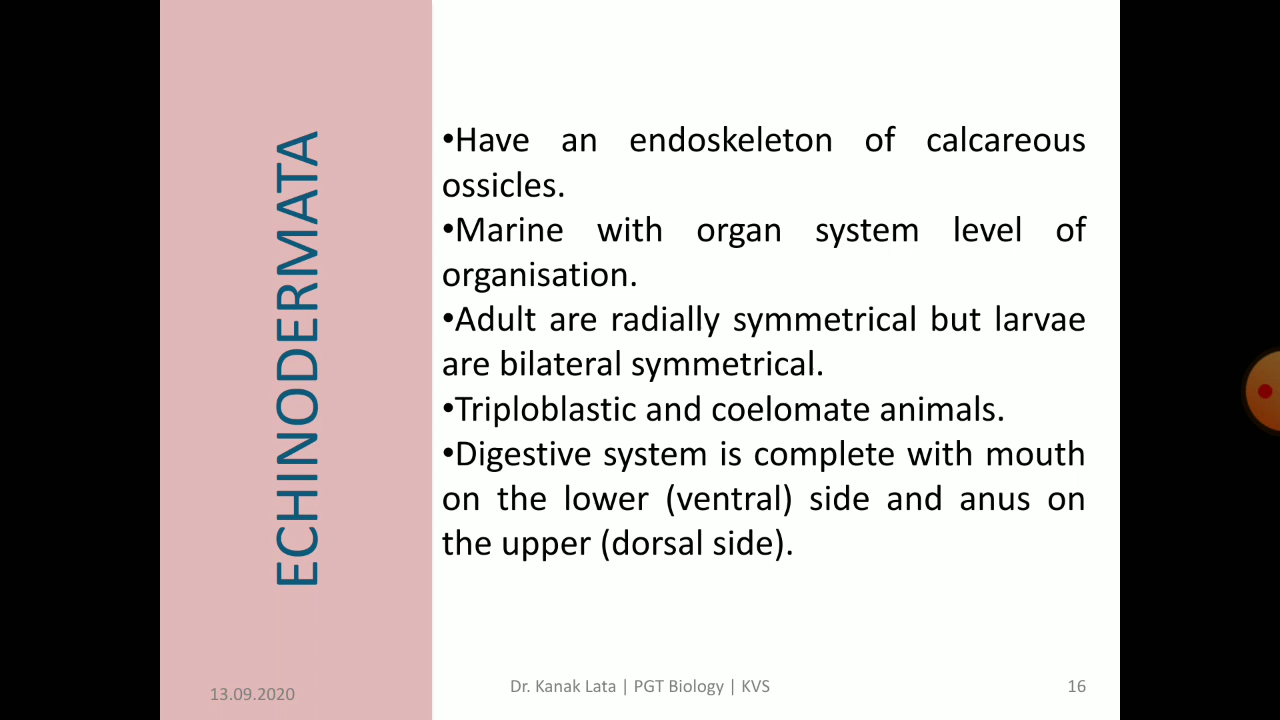 ECHINODERMATA
•Have an endoskeleton of calcareous
ossicles.
•Marine with organ system level of
organisation.
•Adult are radially symmetrical but larvae
are bilateral symmetrical.
•Triploblastic and coelomate animals.
•Digestive system is complete with mouth
on the lower (ventral) side and anus on
the upper (dorsal side).
13.09.2020
Dr. Kanak Lata | PGT Biology | KVS
16